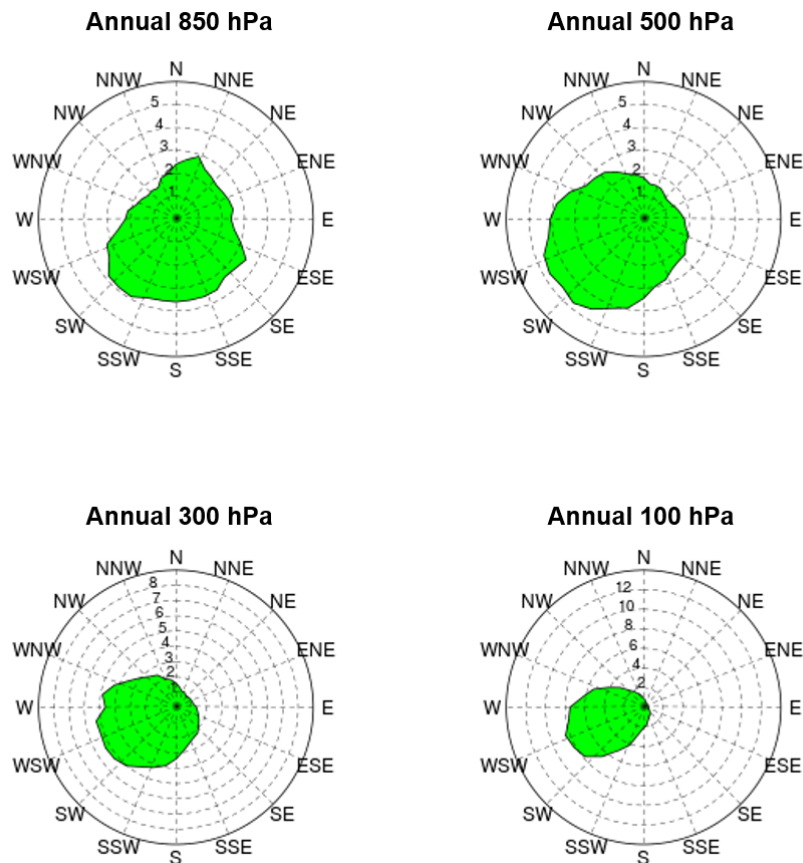 Annual 850 hPa
N
NNW
NNE
NW
NE
WNW
ENE
W
E
WSW
ESE
SW
SE
SSW
SSE
S
5
4
3
2
1
Annual 500 hPa
N
NNW
NNE
NW
NE
WNW
ENE
W
E
WSW
ESE
SW
SE
SSW
SSE
S
5
4
3
2
1
Annual 300 hPa
N
NNW
NNE
NW
NE
WNW
ENE
W
E
WSW
ESE
SW
SE
SSW
SSE
S
8
7
6
5
4
3
2
1
Annual 100 hPa
N
NNW
NNE
NW
NE
WNW
ENE
W
E
WSW
ESE
SW
SE
SSW
SSE
S
12
10
8
6
4
2